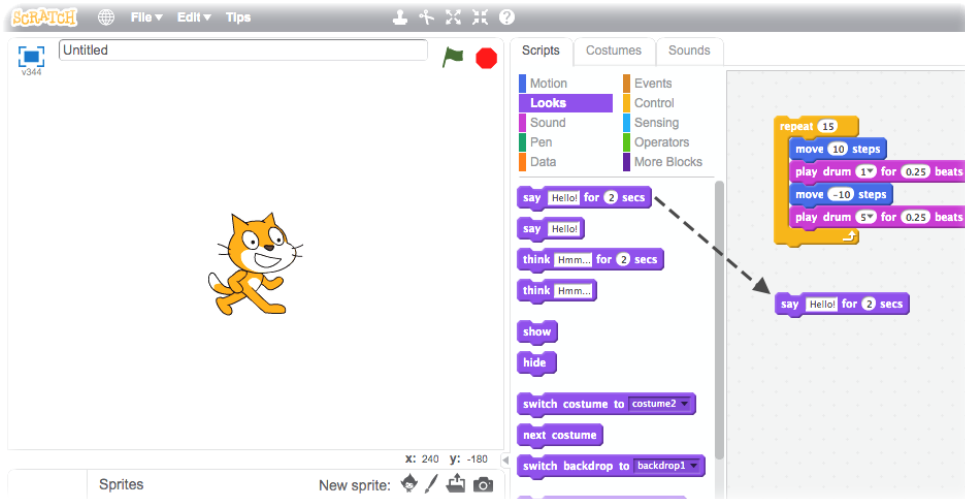 SCRATCH File Edit Tips
v344
Untitled
Scripts Costumes Sounds
Motion Events
Looks Control
Sound Sensing
Pen Operators
Data More Blocks
say Hello! for 2 secs
say Hello!
think Hmm... for 2 secs
think Hmm...
show
hide
switch costume to costume2
next costume
switch backdrop to backdrop1
repeat 15
move 10 steps
play drum 1 for 0.25 beats
move -10 steps
play drum 5 for 0.25 beats
say Hello! for 2 secs
x: 240 y: -180
Sprites New sprite: